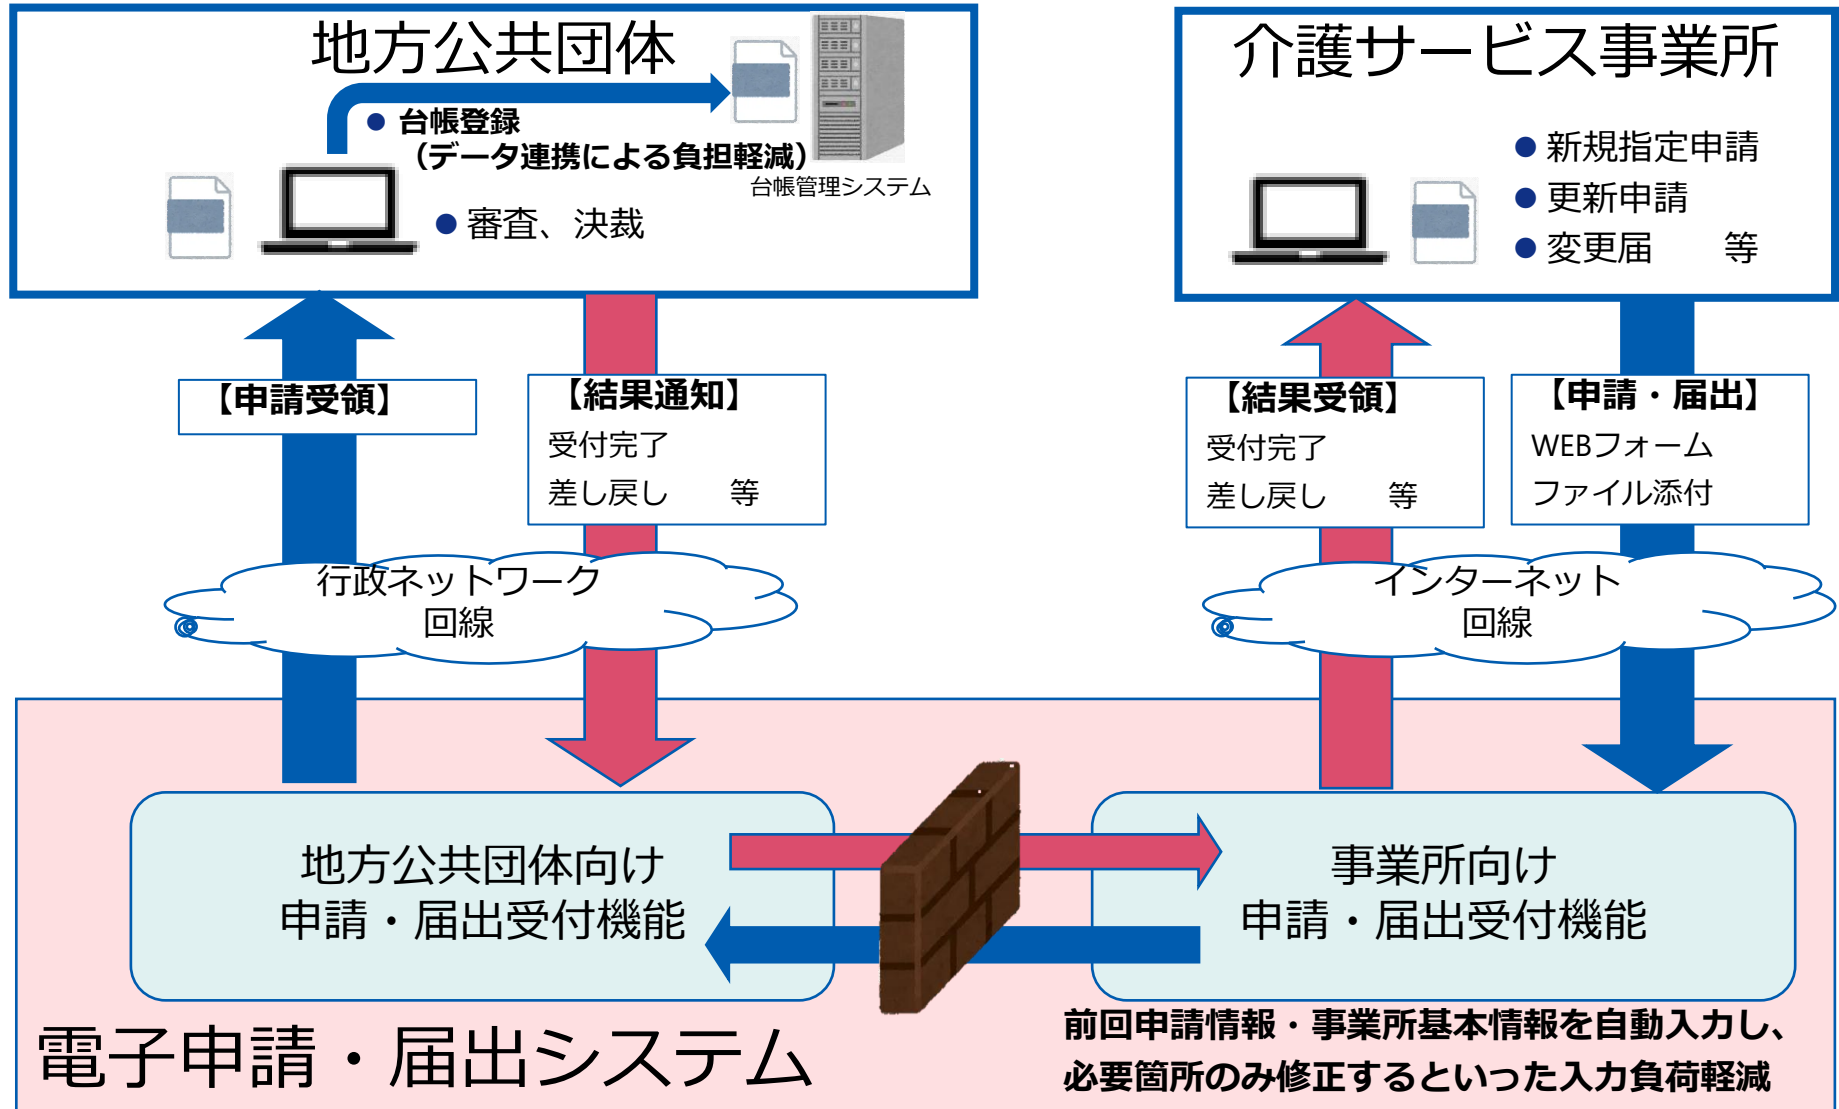 地方公共団体
● 台帳登録
（データ連携による負担軽減）
台帳管理システム
● 審査、決裁
介護サービス事業所
● 新規指定申請
● 更新申請
● 変更届　等
【申請受領】
【結果通知】
受付完了
差し戻し　等
【結果受領】
受付完了
差し戻し　等
【申請・届出】
WEBフォーム
ファイル添付
行政ネットワーク
回線
インターネット
回線
地方公共団体向け
申請・届出受付機能
事業所向け
申請・届出受付機能
電子申請・届出システム
前回申請情報・事業所基本情報を自動入力し、
必要箇所のみ修正するといった入力負荷軽減